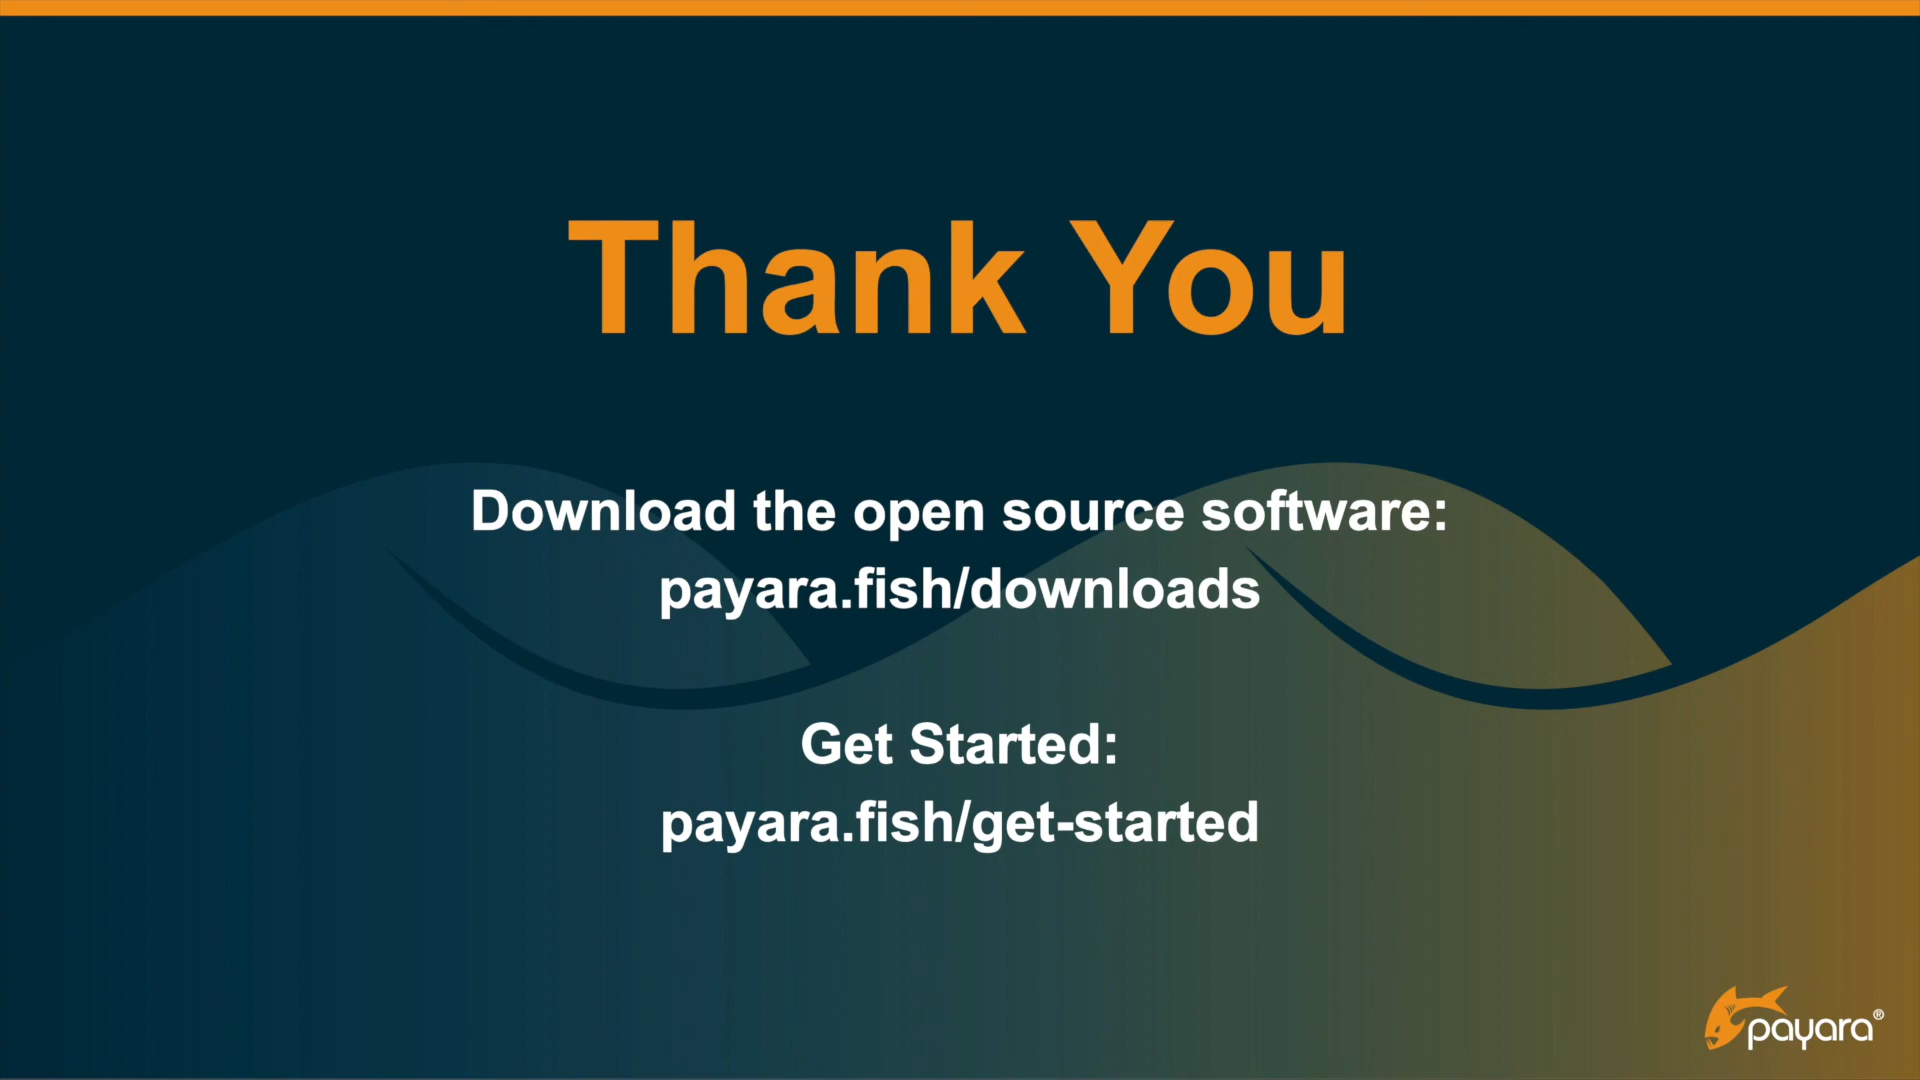 Thank You
Download the open source software:
payara.fish/downloads
Get Started:
payara.fish/get-started
payara®